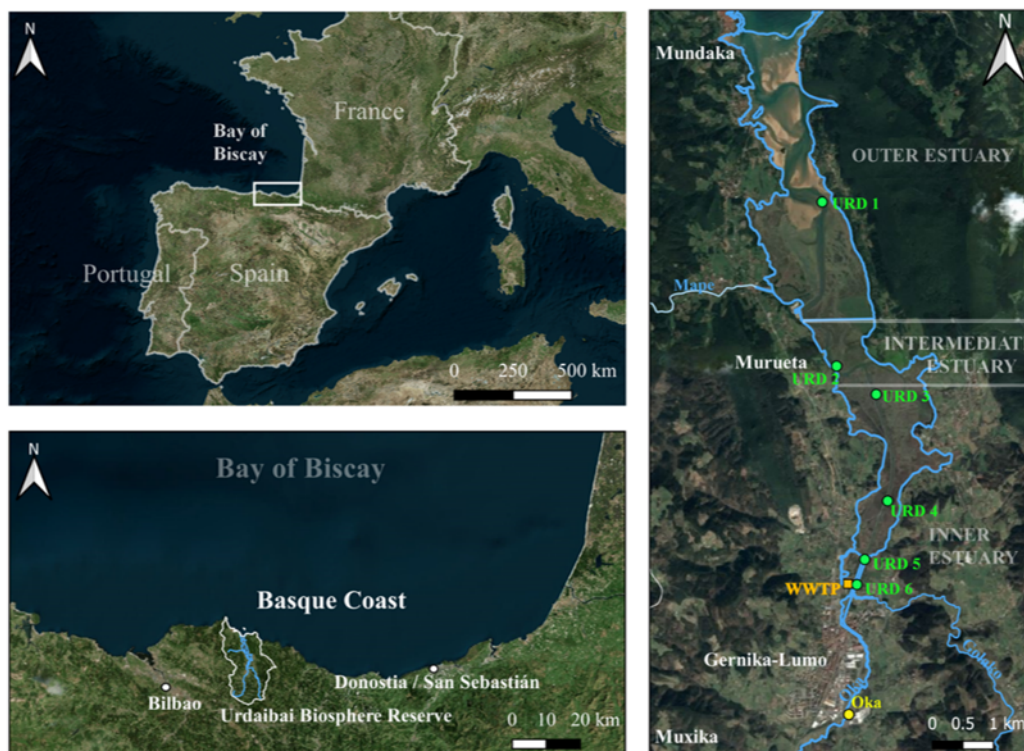 N
France
Bay of
Biscay
Portugal
Spain
0 250 500 km
N
Bay of Biscay
Basque Coast
Donostia / San Sebastián
Bilbao
Urdaibai Biosphere Reserve
0 10 20 km
N
Mundaka
OUTER ESTUARY
URD 1
Mape
INTERMEDIAT
ESTUARY
Murueta
URD 2
URD 3
URD 4
INNER
ESTUARY
URD 5
WWTP
URD 6
Golako
Gernika-Lumo
Oka
Oka
Muxika
0 0.5 1 km